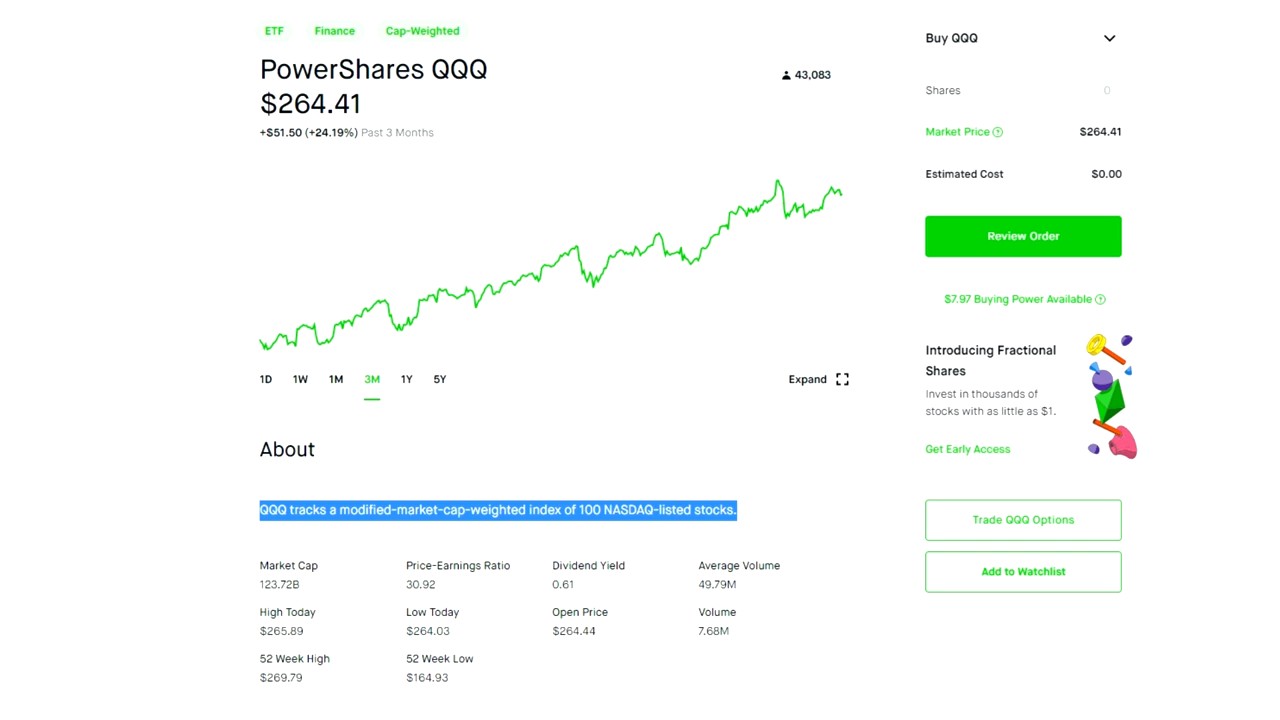 ETF Finance Cap-Weighted
PowerShares QQQ
43,083
$264.41
+$51.50 (+24.19%) Past 3 Months
1D 1W 1M 3M 1Y 5Y
Expand
About
QQQ tracks a modified-market-cap-weighted index of 100 NASDAQ-listed stocks.
Market Cap Price-Earnings Ratio Dividend Yield Average Volume
123.72B 30.92 0.61 49.79M
High Today Low Today Open Price Volume
$265.89 $264.03 $264.44 7.68M
52 Week High 52 Week Low
$269.79 $164.93
Buy QQQ
Shares 0
Market Price $264.41
Estimated Cost $0.00
Review Order
$7.97 Buying Power Available
Introducing Fractional
Shares
Invest in thousands of
stocks with as little as $1.
Get Early Access
Trade QQQ Options
Add to Watchlist